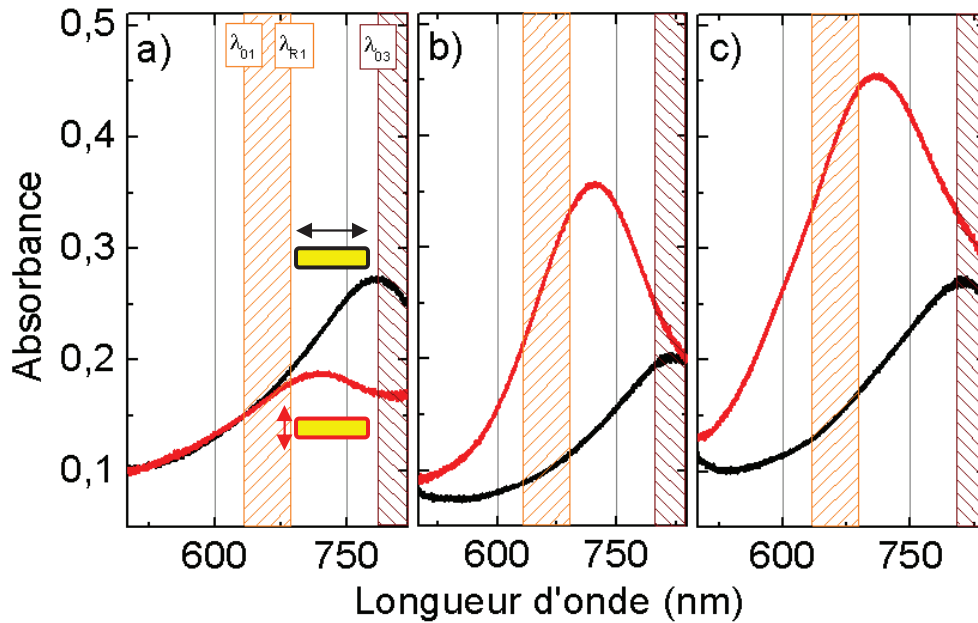 0,5
0,4
0,3
0,2
0,1
Absorbance
a)
λ01
λR1
λ03
b)
c)
600
750
600
750
600
750
Longueur d'onde (nm)